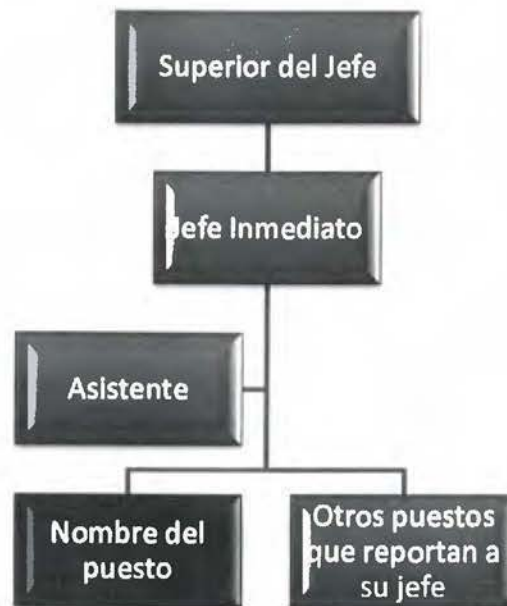 Superior del Jefe
Jefe Inmediato
Asistente
Nombre del
puesto
Otros puestos
que reportan a
su jefe